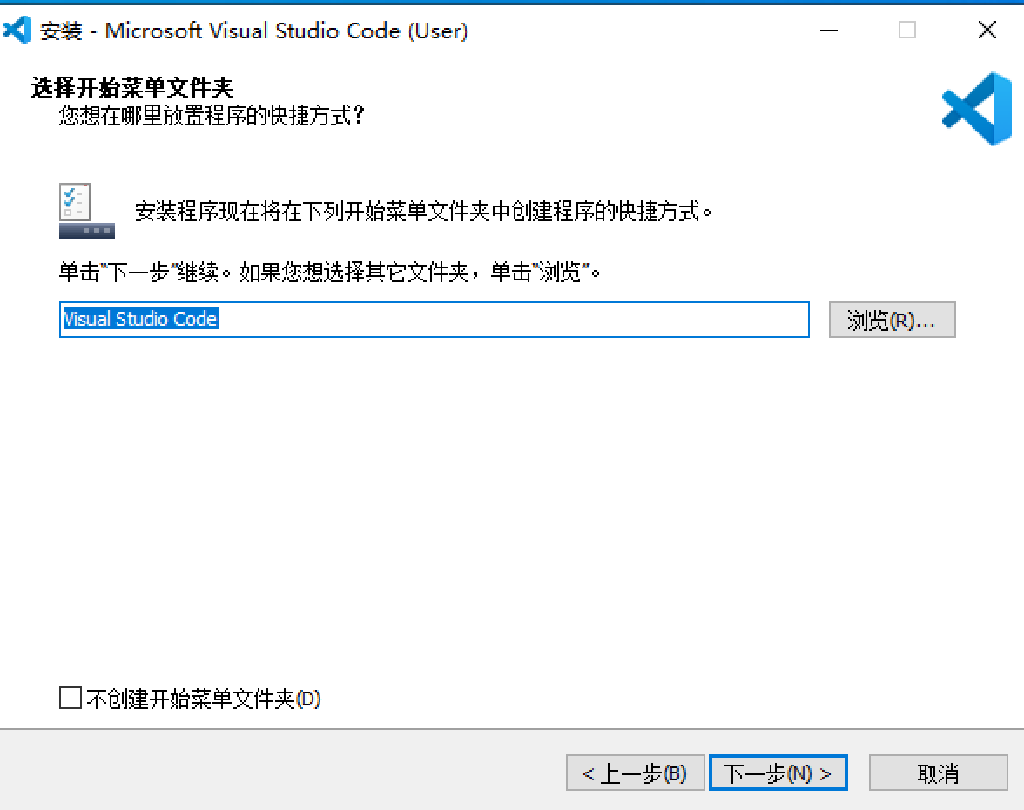 安装 - Microsoft Visual Studio Code (User)
选择开始菜单文件夹
您想在哪里放置程序的快捷方式?
安装程序现在将在下列开始菜单文件夹中创建程序的快捷方式。
单击"下一步"继续。如果您想选择其它文件夹，单击"浏览"。
Visual Studio Code
浏览(R)...
不创建开始菜单文件夹(D)
< 上一步(B)
下一步(N) >
取消